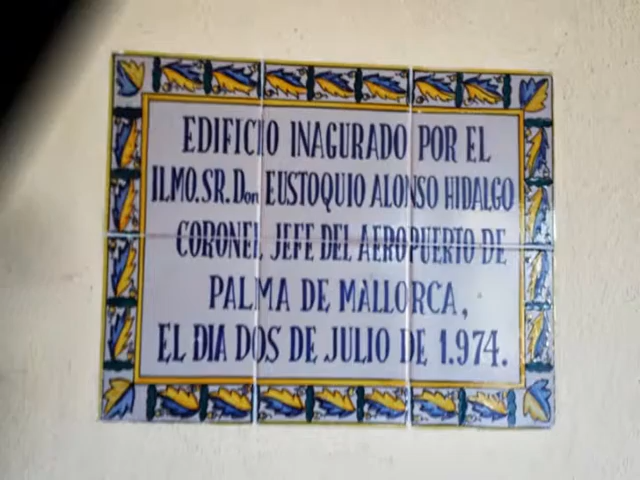 EDIFICIO INAGURADO POR EL
ILMO.SR.Don EUSTOQUIO ALONSO HIDALGO
CORONEL JEFE DEL AEROPUERTO DE
PALMA DE MALLORCA,
EL DIA DOS DE JULIO DE 1.974.